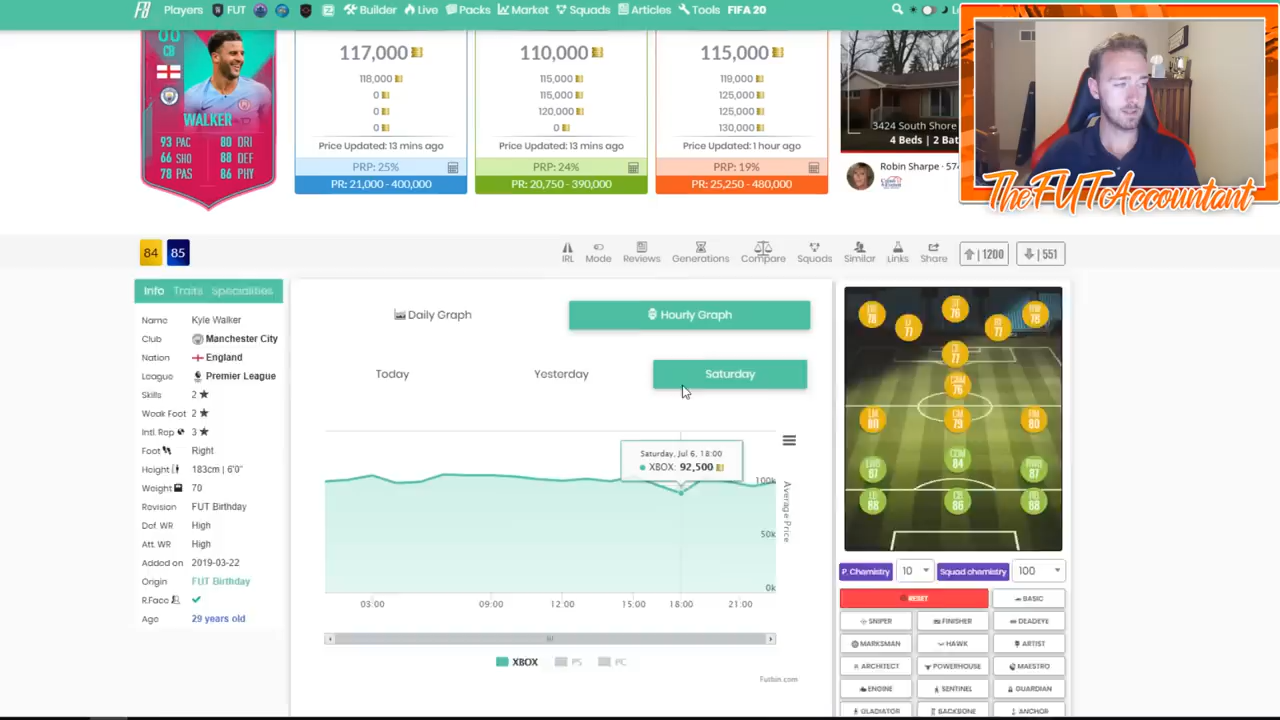 Players FUT Builder Live Packs Market Squads Articles Tools FIFA 20
CB
WALKER
93 PAC 80 DRI
66 SHO 88 DEF
78 PAS 86 PHY
117,000
118,000
0
0
0
Price Updated: 13 mins ago
PRP: 25%
PR: 21,000 - 400,000
110,000
115,000
115,000
120,000
0
Price Updated: 13 mins ago
PRP: 24%
PR: 20,750 - 390,000
115,000
119,000
125,000
125,000
130,000
Price Updated: 1 hour ago
PRP: 19%
PR: 25,250 - 480,000
3424 South Shore
4 Beds | 2 Bat
Robin Sharpe · 574
TheFUTAccountant
84 85
IRL Mode Reviews Generations Compare Squads Similar Links Share | 1200 | 551
Info Traits Specialities
Name Kyle Walker
Club Manchester City
Nation England
League Premier League
Skills 2
Weak Foot 2
Intl. Rep 3
Foot Right
Height 183cm | 6'0"
Weight 70
Revision FUT Birthday
Def. WR High
Att. WR High
Added on 2019-03-22
Origin FUT Birthday
R.Face
Age 29 years old
Daily Graph Hourly Graph
Today Yesterday Saturday
Saturday, Jul 6, 18:00
XBOX: 92,500
100k
50k
0k
Average Price
03:00 09:00 12:00 15:00 18:00 21:00
XBOX PS PC
Futbin.com
P. Chemistry 10 Squad chemistry 100
RESET BASIC
SNIPER FINISHER DEADEYE
MARKSMAN HAWK ARTIST
ARCHITECT POWERHOUSE MAESTRO
ENGINE SENTINEL GUARDIAN
GLADIATOR BACKBONE ANCHOR